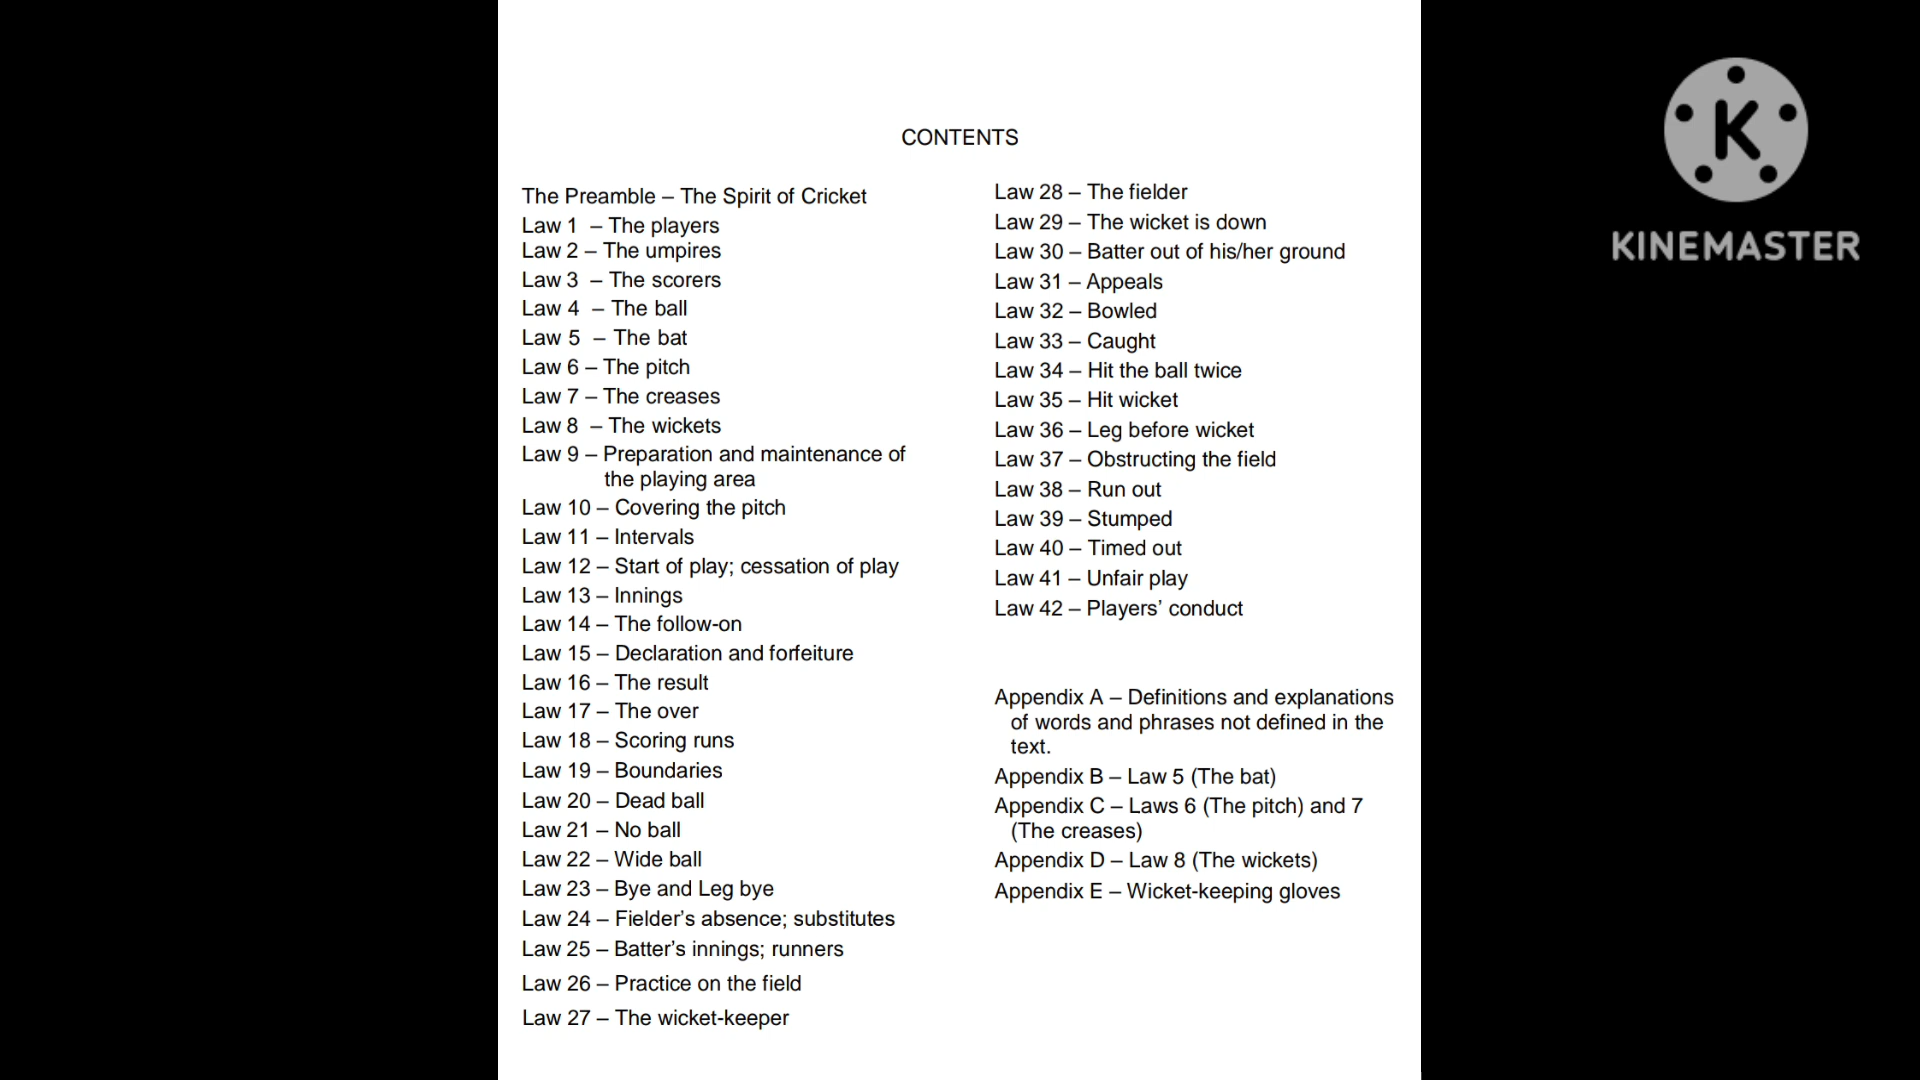 CONTENTS
The Preamble – The Spirit of Cricket
Law 1 – The players
Law 2 – The umpires
Law 3 – The scorers
Law 4 – The ball
Law 5 – The bat
Law 6 – The pitch
Law 7 – The creases
Law 8 – The wickets
Law 9 – Preparation and maintenance of
the playing area
Law 10 – Covering the pitch
Law 11 – Intervals
Law 12 – Start of play; cessation of play
Law 13 – Innings
Law 14 – The follow-on
Law 15 – Declaration and forfeiture
Law 16 – The result
Law 17 – The over
Law 18 – Scoring runs
Law 19 – Boundaries
Law 20 – Dead ball
Law 21 – No ball
Law 22 – Wide ball
Law 23 – Bye and Leg bye
Law 24 – Fielder’s absence; substitutes
Law 25 – Batter’s innings; runners
Law 26 – Practice on the field
Law 27 – The wicket-keeper
Law 28 – The fielder
Law 29 – The wicket is down
Law 30 – Batter out of his/her ground
Law 31 – Appeals
Law 32 – Bowled
Law 33 – Caught
Law 34 – Hit the ball twice
Law 35 – Hit wicket
Law 36 – Leg before wicket
Law 37 – Obstructing the field
Law 38 – Run out
Law 39 – Stumped
Law 40 – Timed out
Law 41 – Unfair play
Law 42 – Players’ conduct
Appendix A – Definitions and explanations
of words and phrases not defined in the
text.
Appendix B – Law 5 (The bat)
Appendix C – Laws 6 (The pitch) and 7
(The creases)
Appendix D – Law 8 (The wickets)
Appendix E – Wicket-keeping gloves
K
KINEMASTER